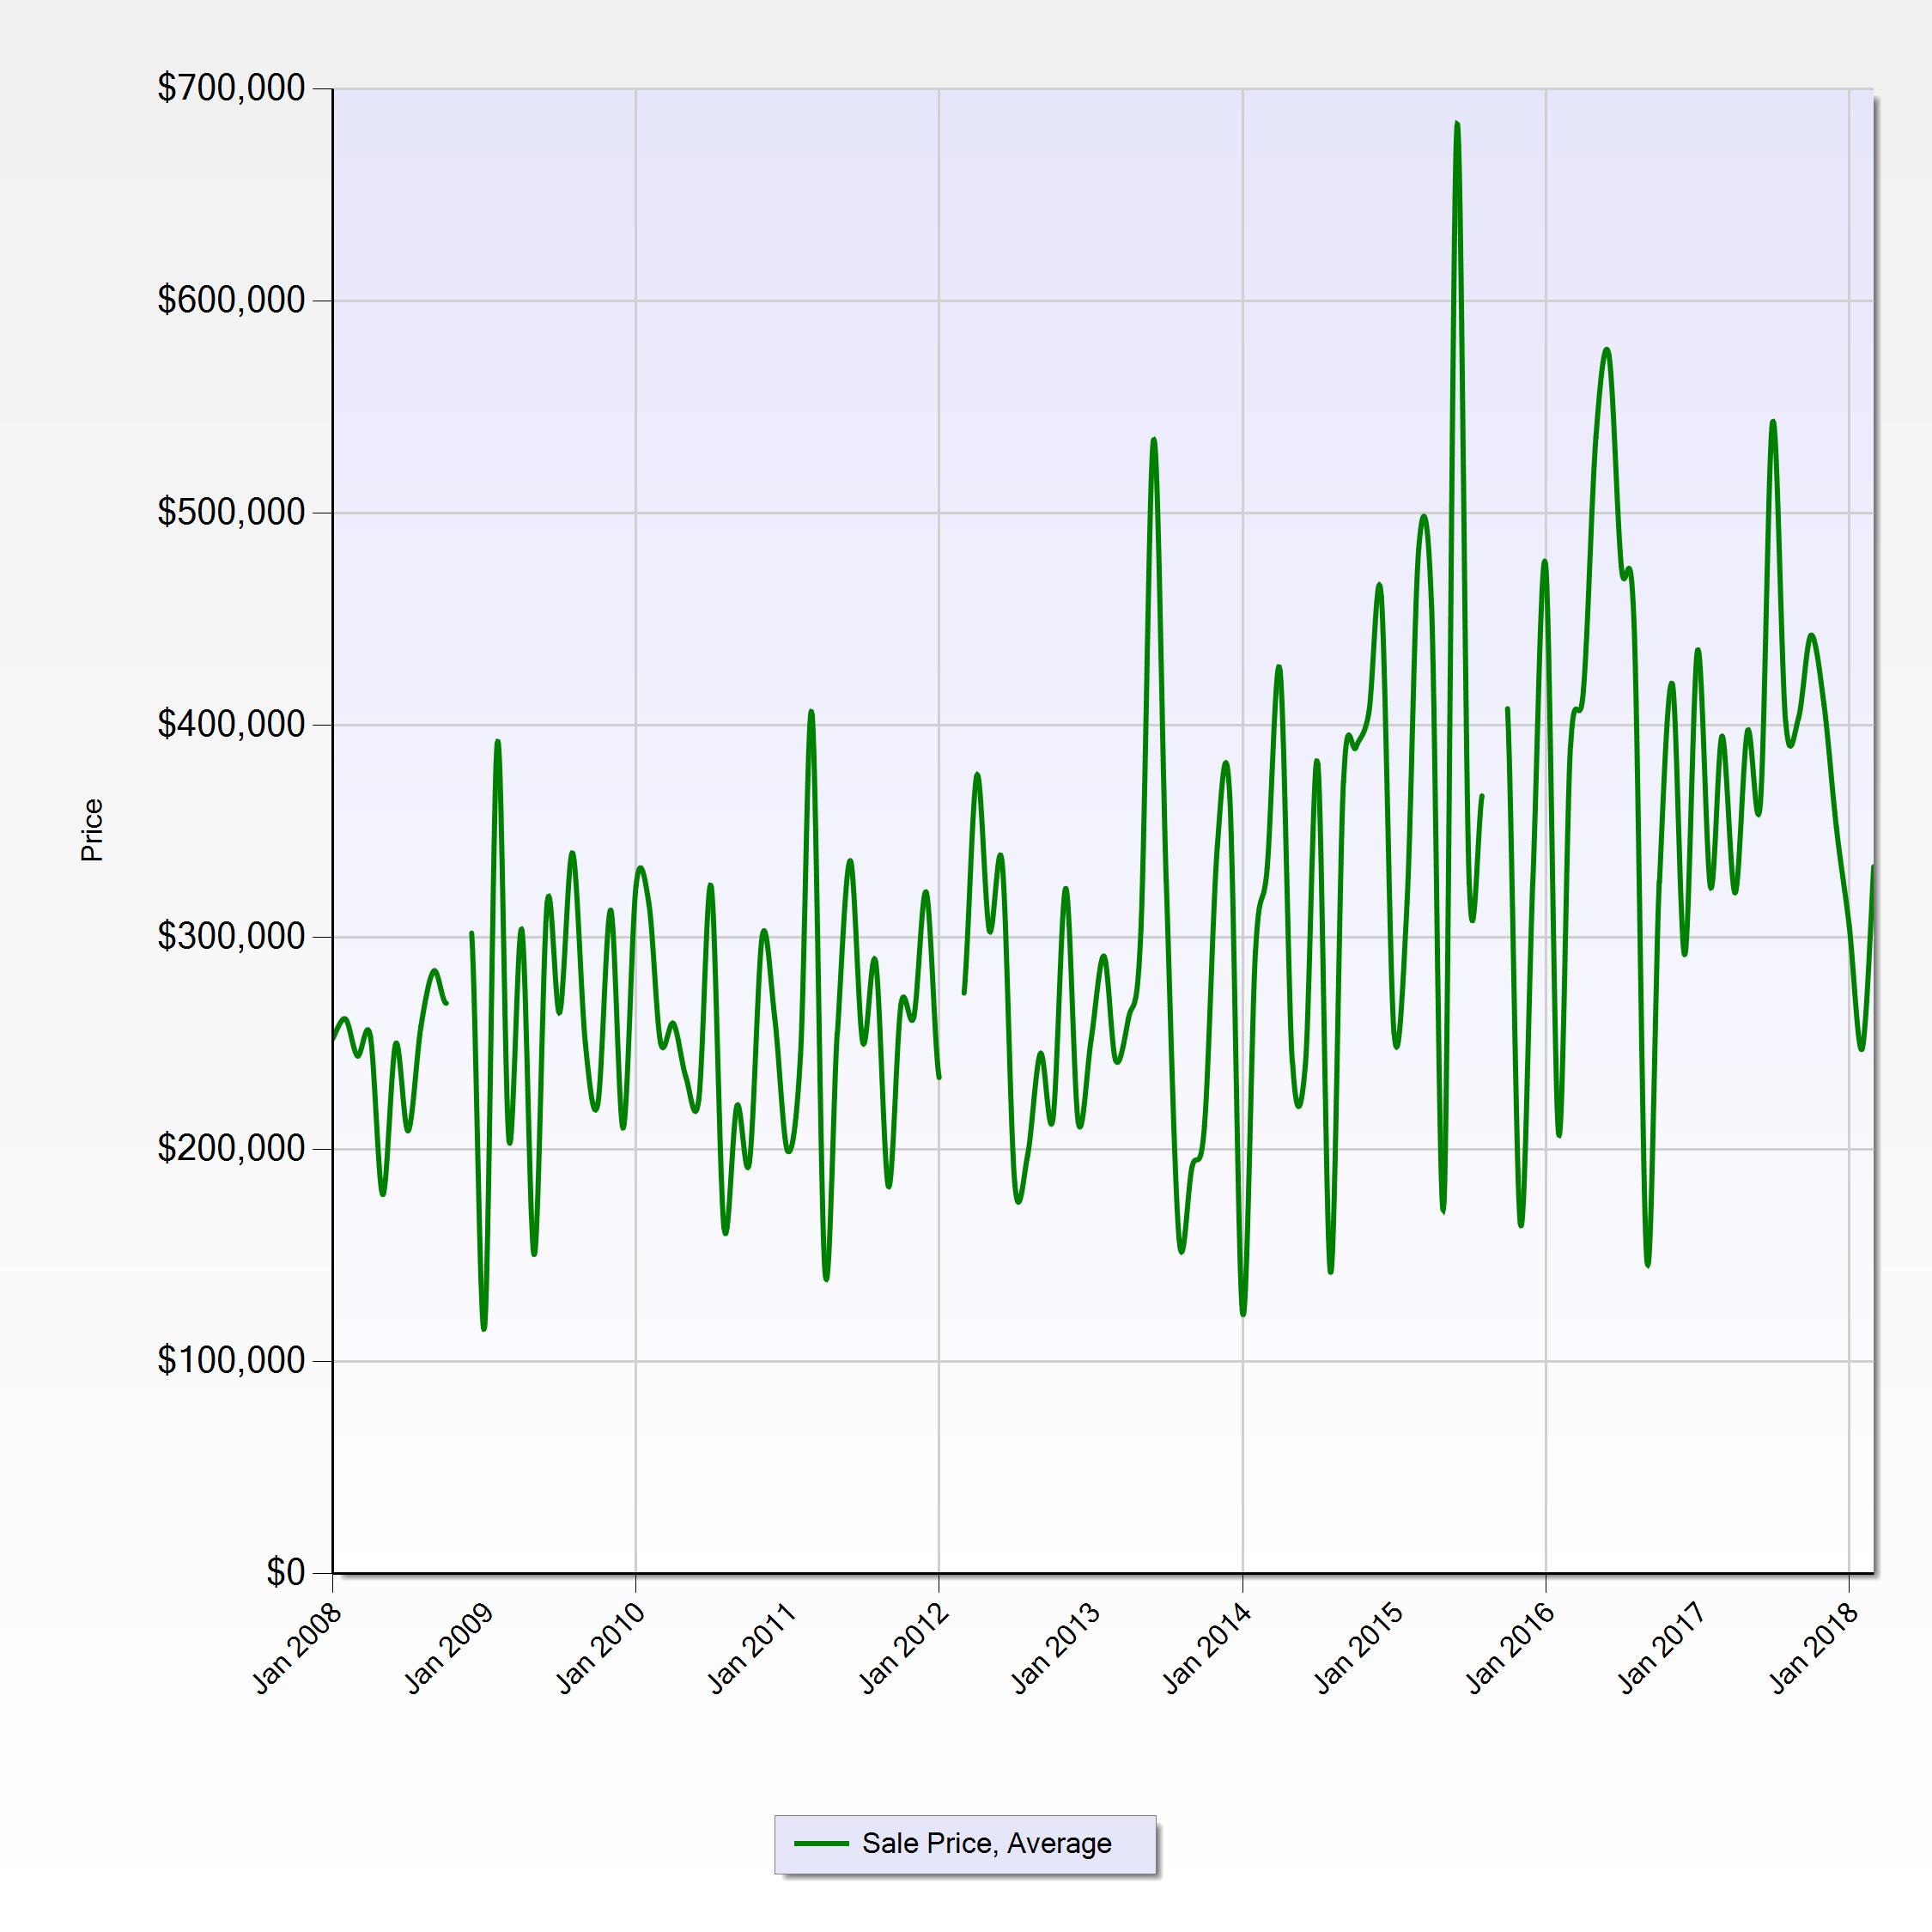 $700,000
$600,000
$500,000
$400,000
$300,000
$200,000
$100,000
$0
Price
Jan 2008
Jan 2009
Jan 2010
Jan 2011
Jan 2012
Jan 2013
Jan 2014
Jan 2015
Jan 2016
Jan 2017
Jan 2018
Sale Price, Average